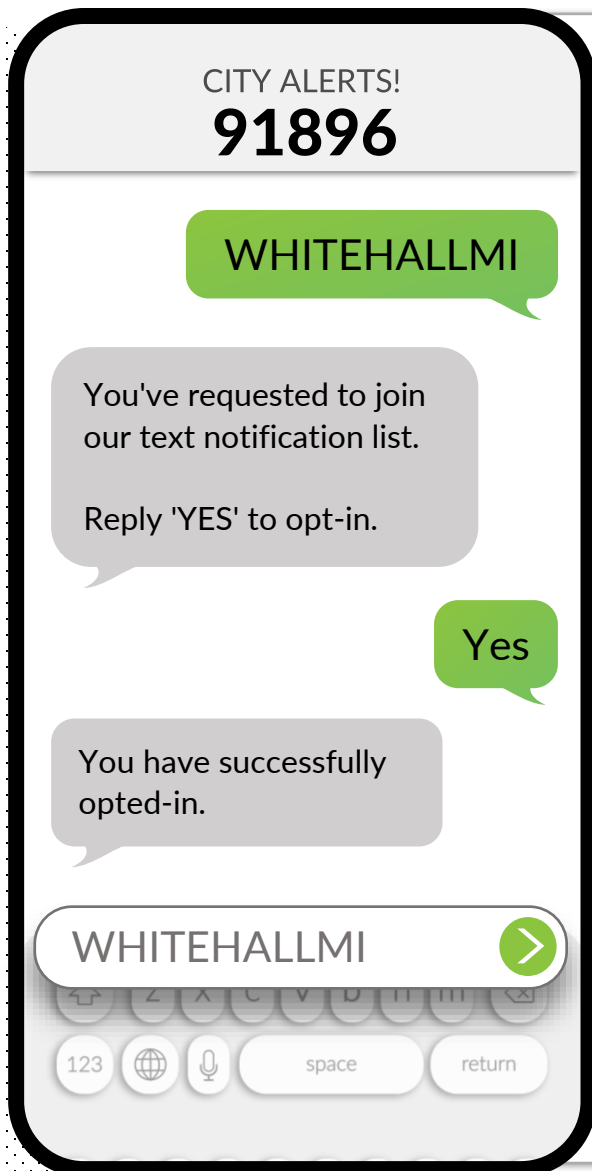 CITY ALERTS!
91896
WHITEHALLMI
You've requested to join
our text notification list.
Reply 'YES' to opt-in.
Yes
You have successfully
opted-in.
WHITEHALLMI
Z X C V b n m
123 space return